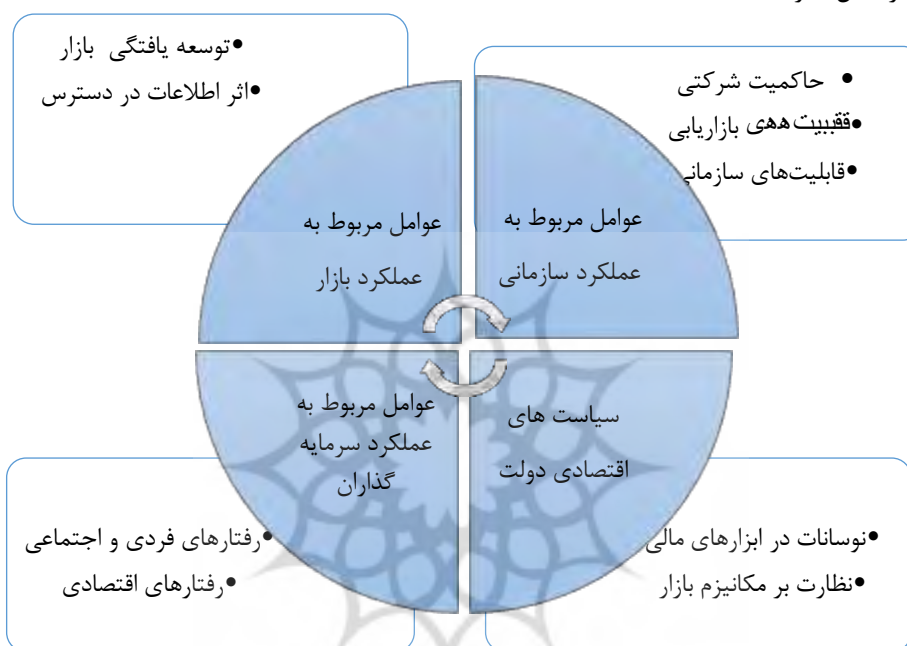 • حاکمیت شرکتی
•ققببیت ههی بازاریابی
•قابلیت‌های سازمانی
عوامل مربوط به
عملکرد سازمانی
•توسعه یافتگی بازار
•اثر اطلاعات در دسترس
عوامل مربوط به
عملکرد بازار
سیاست های
اقتصادی دولت
•نوسانات در ابزارهای مالی
•نظارت بر مکانیزم بازار
عوامل مربوط به
عملکرد سرمایه
گذاران
•رفتارهای فردی و اجتماعی
•رفتارهای اقتصادی